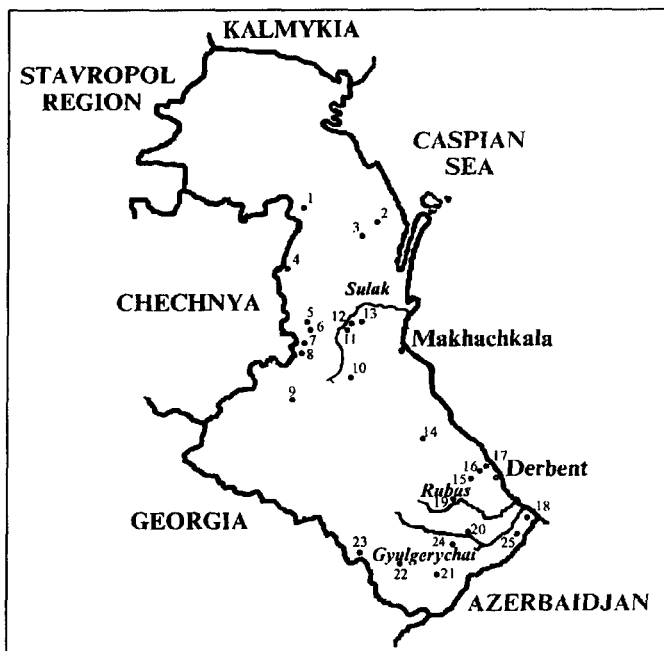 KALMYKIA
STAVROPOL
REGION
CASPIAN
SEA
1
2
3
4
Sulak
CHECHNYA
5
6
12
13
11
7
8
Makhachkala
10
9
14
17
16
Derbent
15
Rubas
19
18
GEORGIA
20
25
24
23
Gyulgerychai
22
21
AZERBAIDJAN